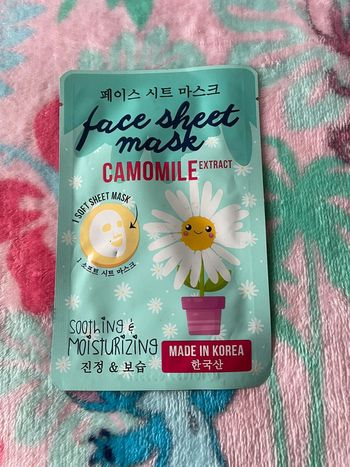 페이스 시트 마스크
face sheet
mask
CAMOMILE EXTRACT
1 SOFT SHEET MASK
1 소프트 시트 마스크
Soothing &
Moisturizing
진정 & 보습
MADE IN KOREA
한국산